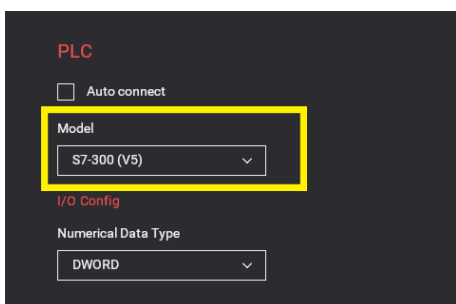 PLC
Auto connect
Model
S7-300 (V5)
I/O Config
Numerical Data Type
DWORD